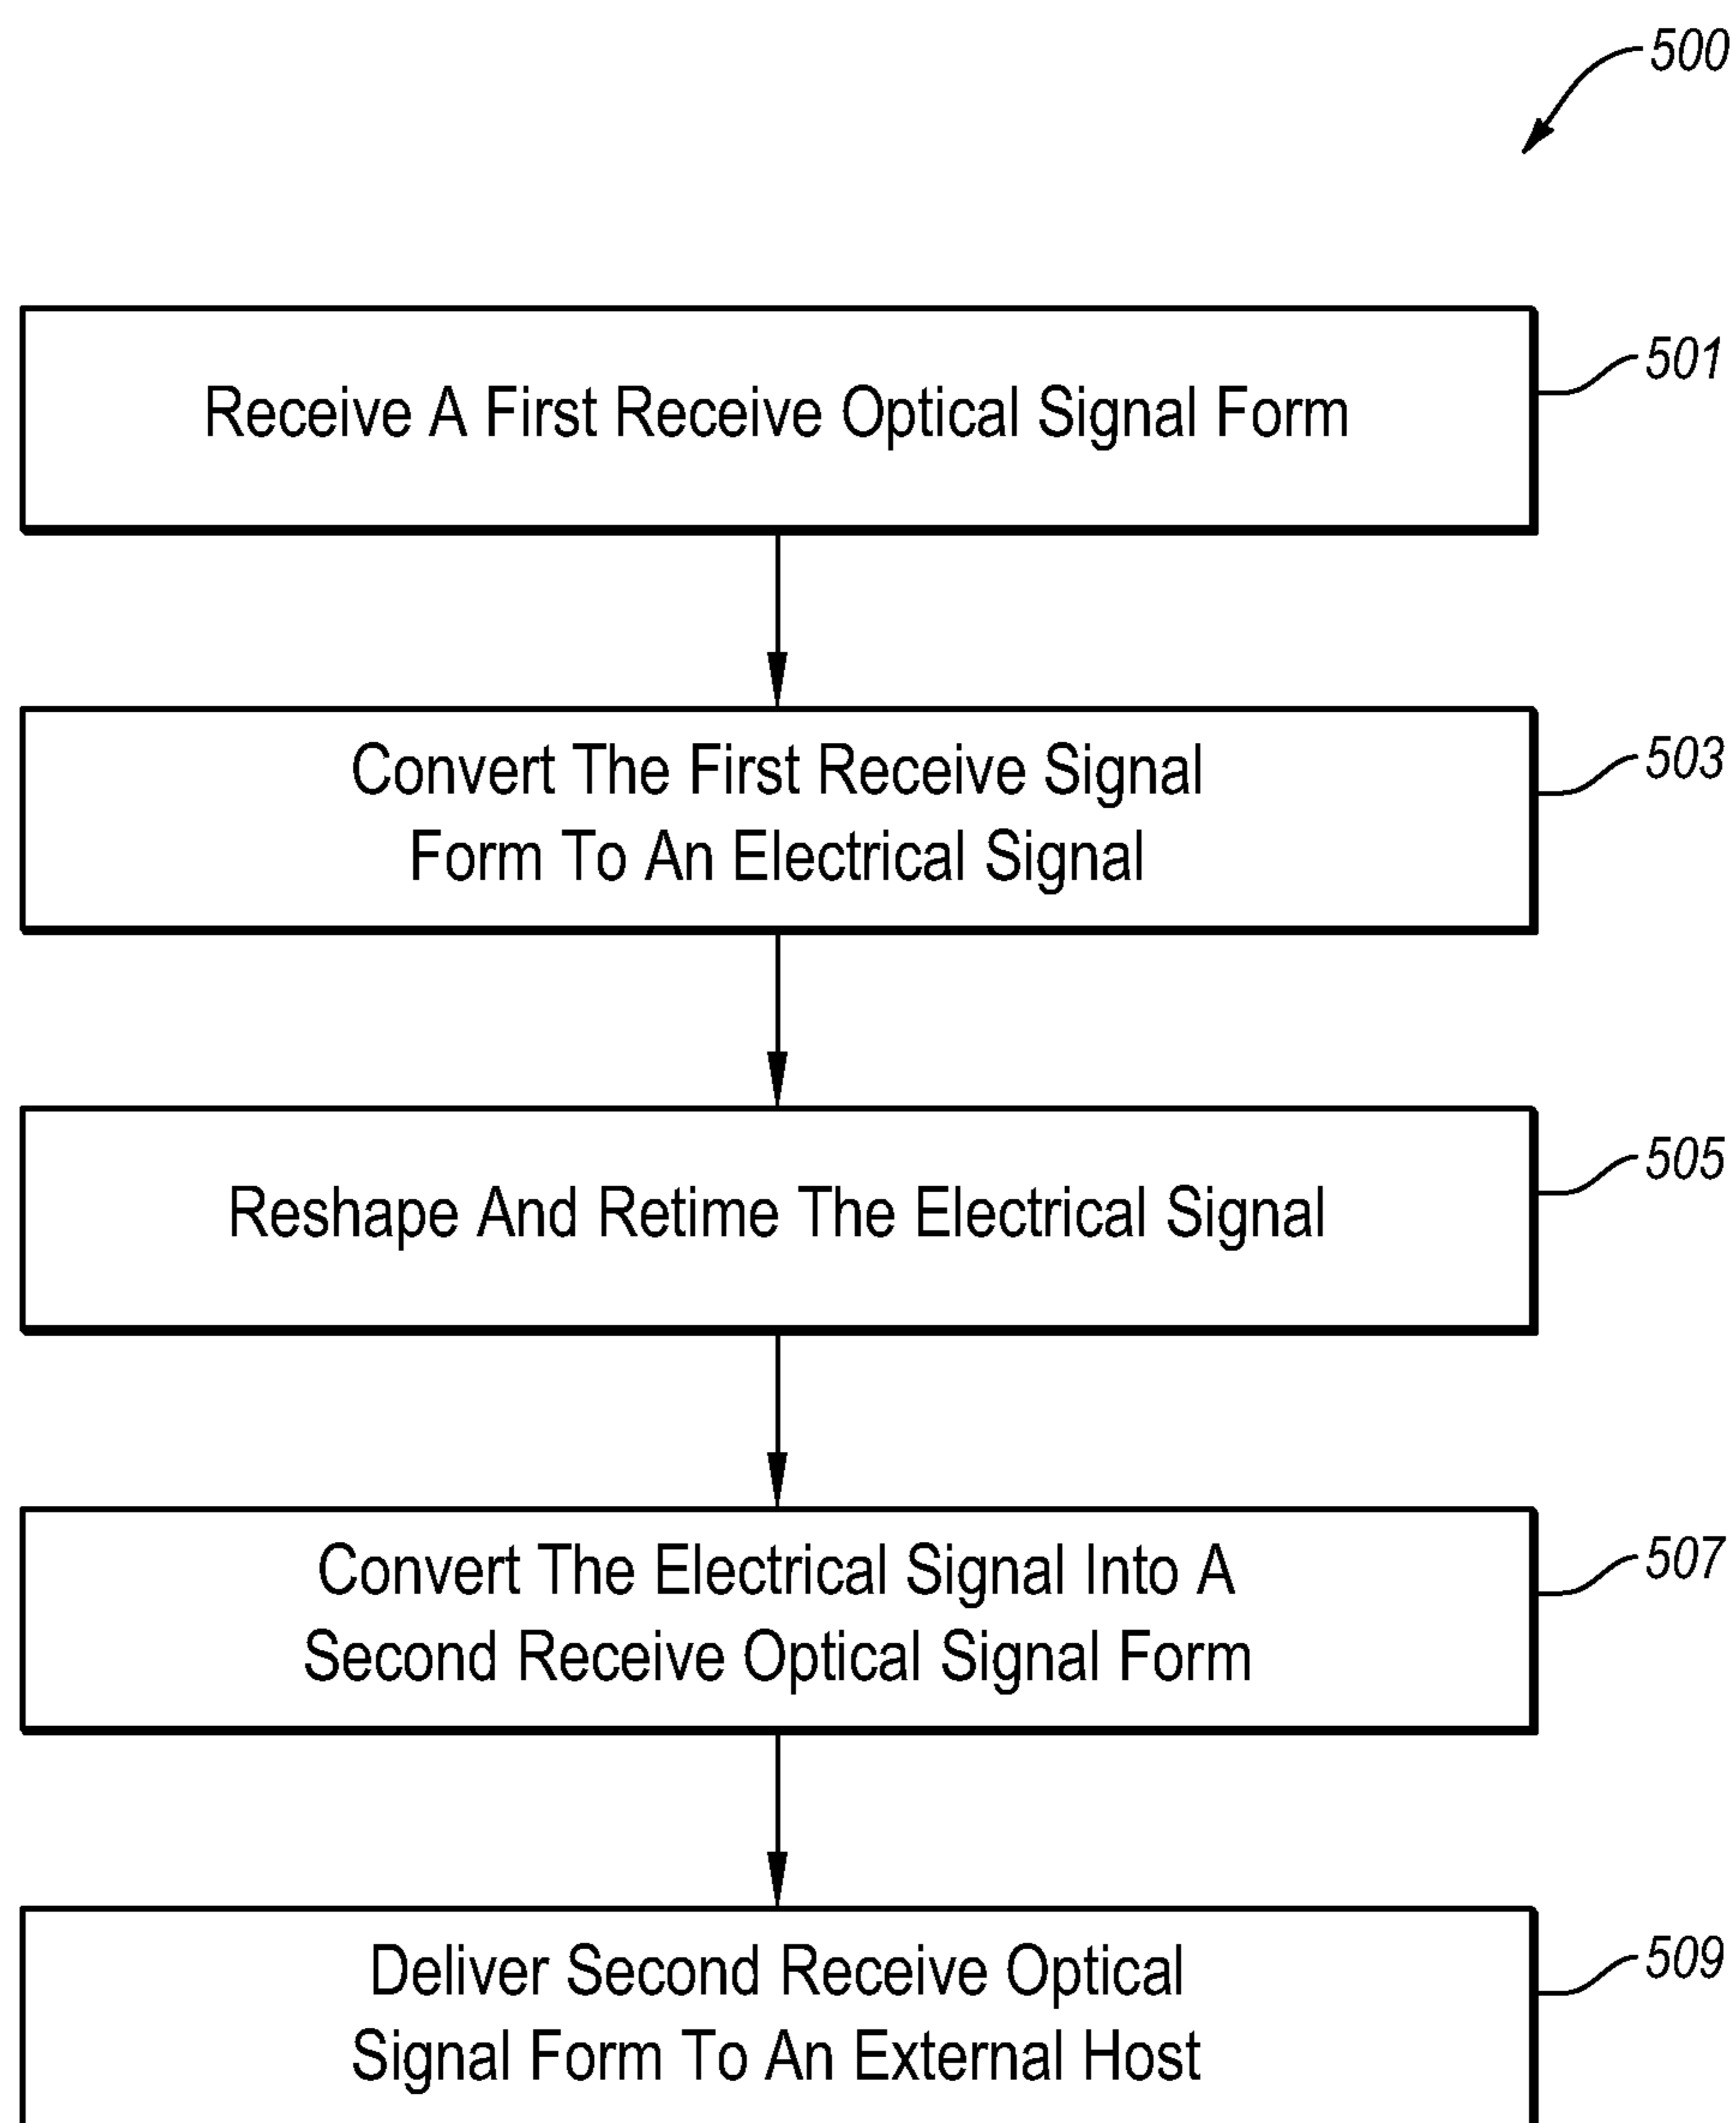 500
Receive A First Receive Optical Signal Form
501
Convert The First Receive Signal
Form To An Electrical Signal
503
Reshape And Retime The Electrical Signal
505
Convert The Electrical Signal Into A
Second Receive Optical Signal Form
507
Deliver Second Receive Optical
Signal Form To An External Host
509